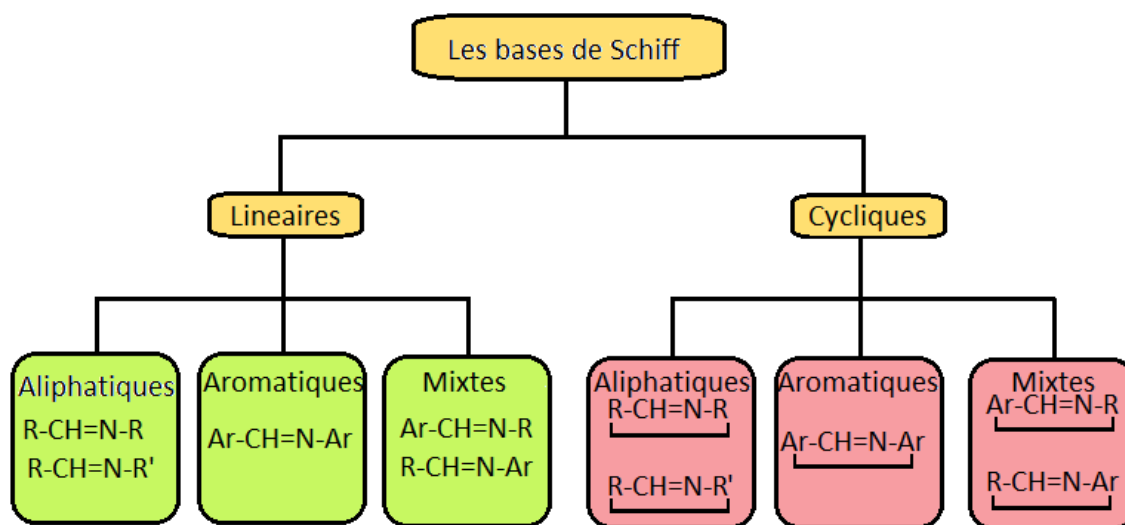 Les bases de Schiff
Lineaires
Cycliques
Aliphatiques
R-CH=N-R
R-CH=N-R'
Aromatiques
Ar-CH=N-Ar
Mixtes
Ar-CH=N-R
R-CH=N-Ar
Aliphatiques
R-CH=N-R
R-CH=N-R'
Aromatiques
Ar-CH=N-Ar
Mixtes
Ar-CH=N-R
R-CH=N-Ar